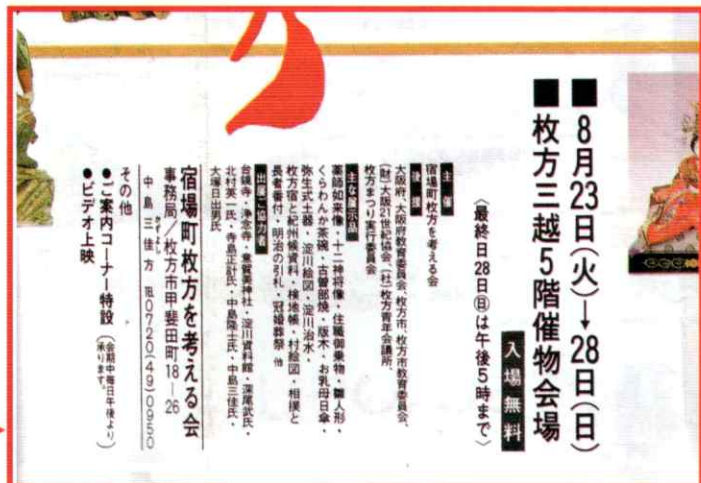 ■8月23日(火)→28日(日)
■枚方三越5階催物会場
〈最終日28日㊐は午後5時まで〉
入場無料
主催
宿場町枚方を考える会
後援
大阪府、大阪府教育委員会、枚方市、枚方市教育委員会、
(財)大阪21世紀協会、(社)枚方青年会議所、
枚方まつり実行委員会
主な展示品
薬師如来像・十二神将像・住職御乗物・雛人形・
くらわんか茶碗・古曽部焼・版木・お乳母日傘・
弥生式土器・淀川絵図・淀川治水・
枚方宿と紀州候資料・検地帳・村絵図・相撲と
長者番付・明治の引札・冠婚葬祭 他
出展ご協力者
台鏡寺・浄念寺・意賀美神社・淀川資料館・深尾武氏・
北村英一氏・寺島正計氏・中島隆士氏・中島三佳氏・
大塚日出男氏
宿場町枚方を考える会
事務局/枚方市甲斐田町18-26
中島三佳方 ℡0720(49)0950
かずよし
その他
●ご案内コーナー特設(会期中毎日午後より承ります。)
●ビデオ上映